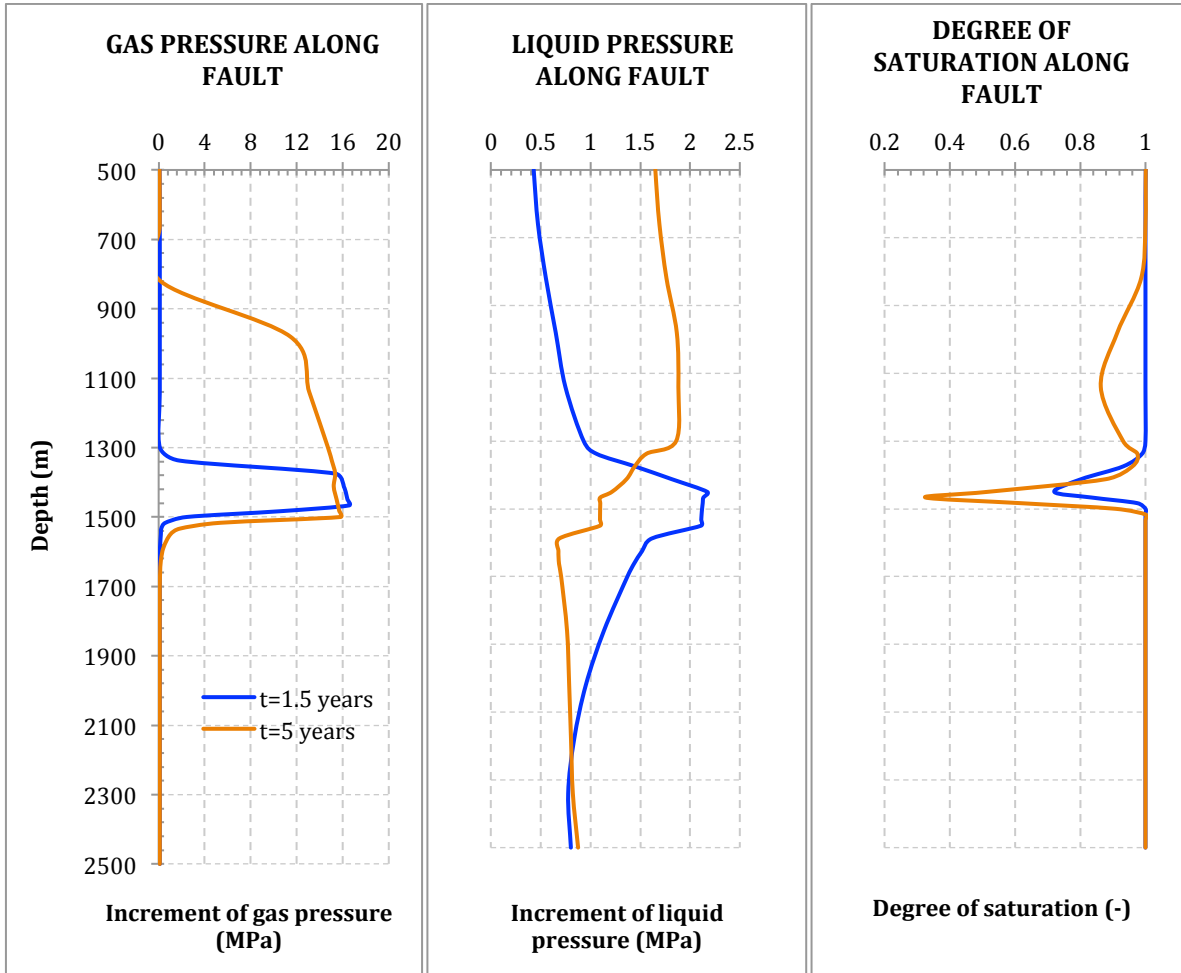 GAS PRESSURE ALONG
FAULT
0 4 8 12 16 20
500
700
900
1100
1300
1500
1700
1900
2100
2300
2500
Depth (m)
t=1.5 years
t=5 years
Increment of gas pressure
(MPa)
LIQUID PRESSURE
ALONG FAULT
0 0.5 1 1.5 2 2.5
Increment of liquid
pressure (MPa)
DEGREE OF
SATURATION ALONG
FAULT
0.2 0.4 0.6 0.8 1
Degree of saturation (-)